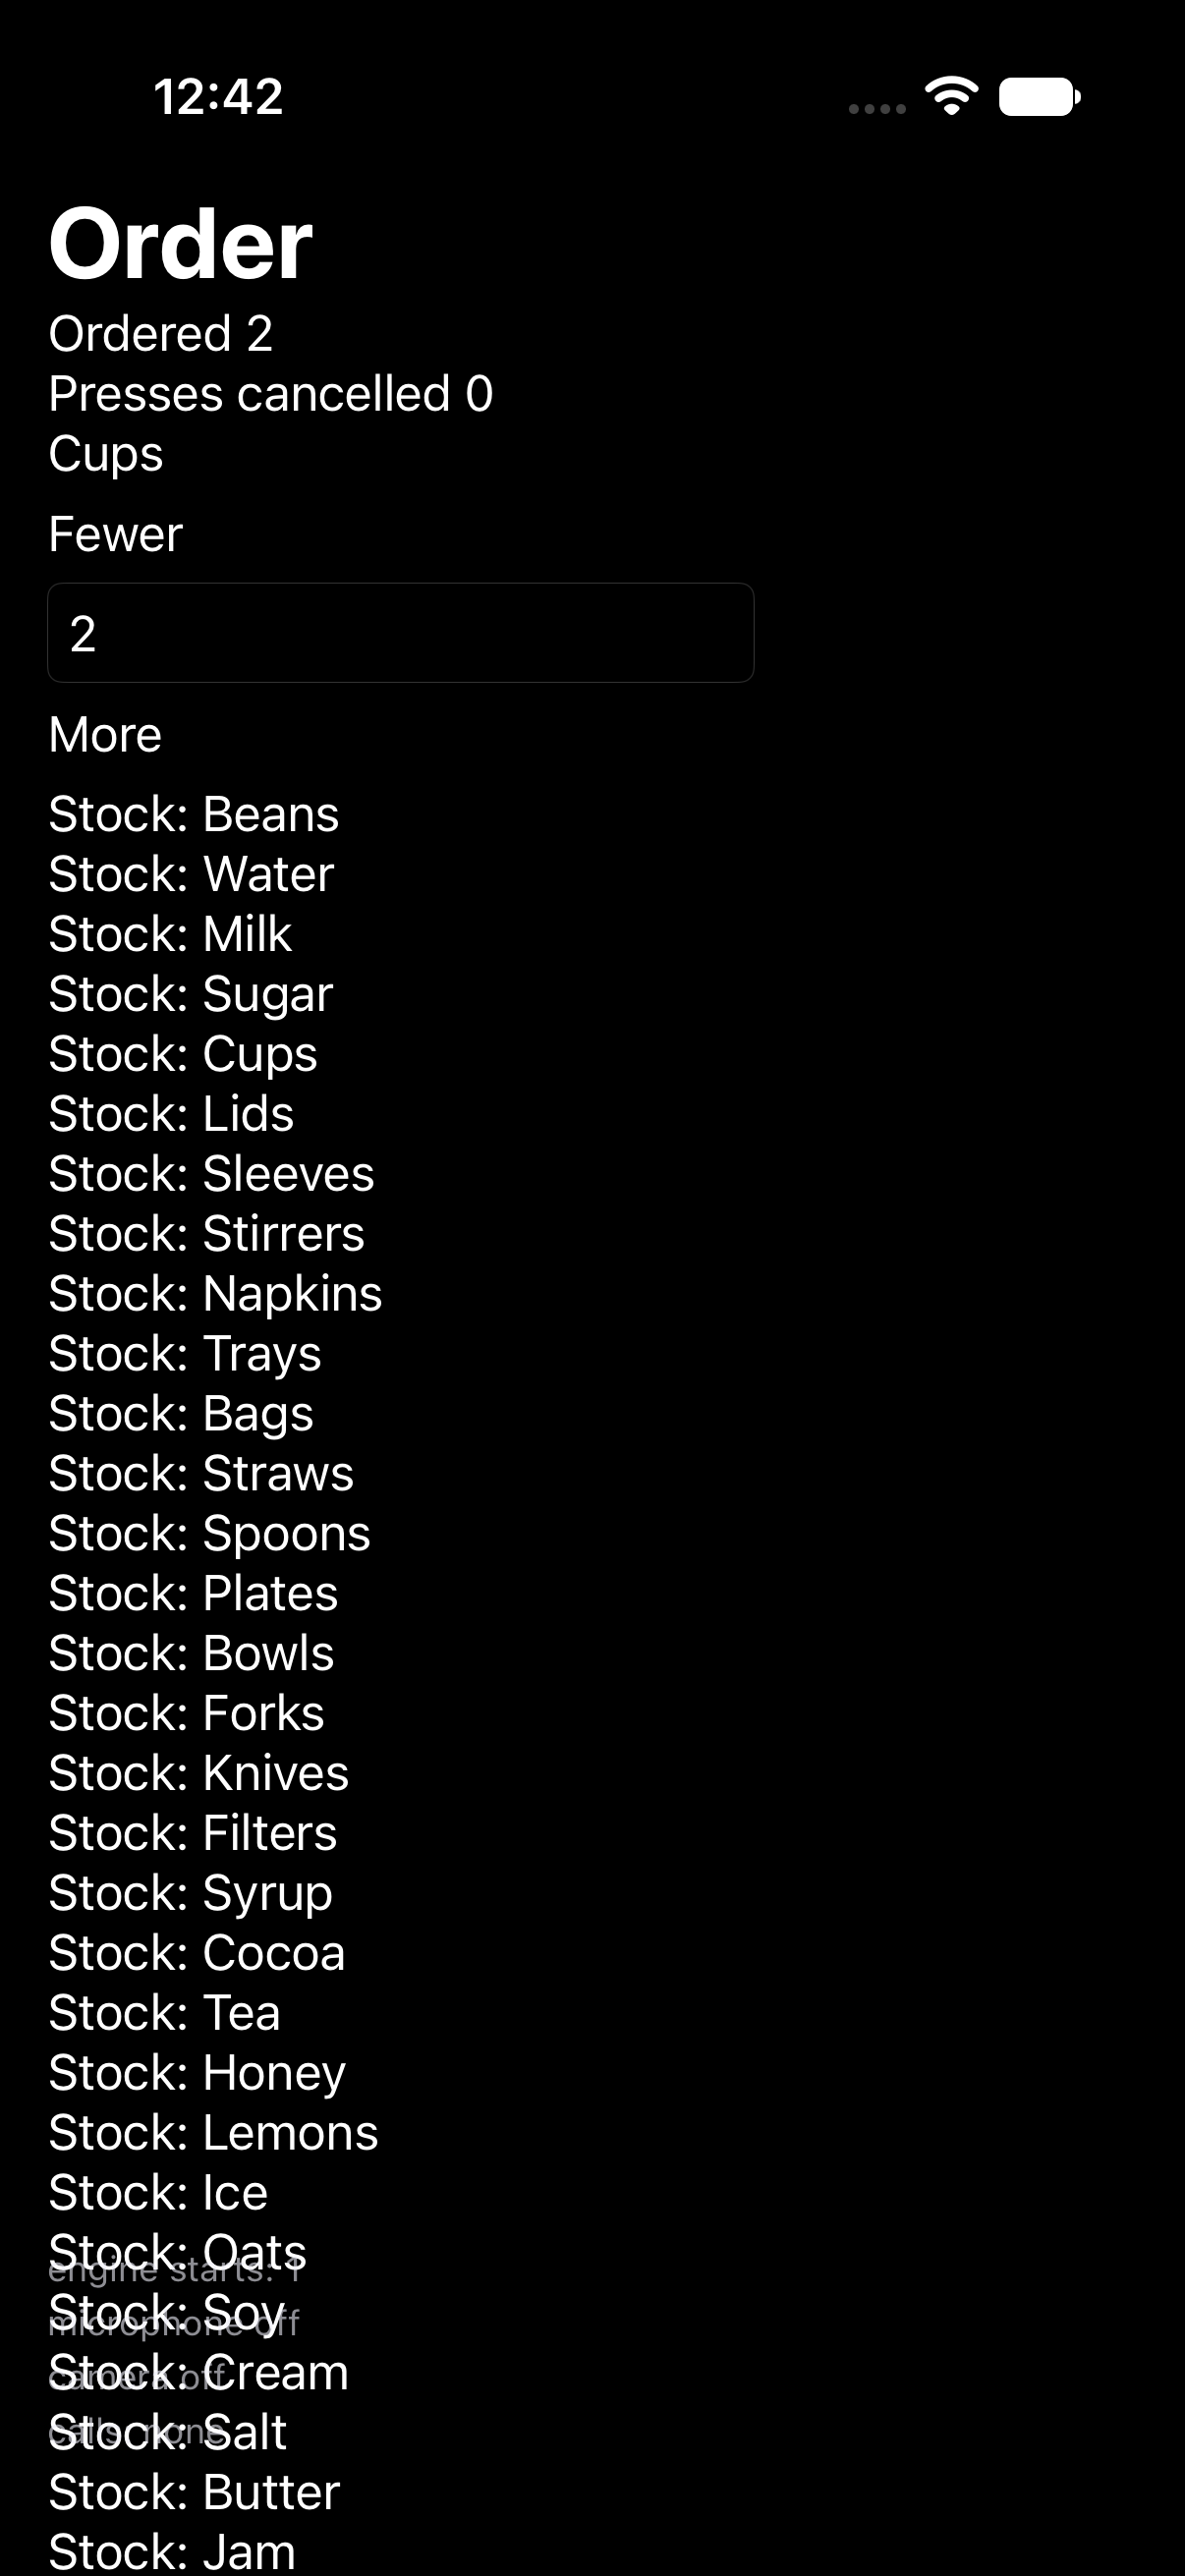 12:42
Order
Ordered 2
Presses cancelled 0
Cups
Fewer
2
More
Stock: Beans
Stock: Water
Stock: Milk
Stock: Sugar
Stock: Cups
Stock: Lids
Stock: Sleeves
Stock: Stirrers
Stock: Napkins
Stock: Trays
Stock: Bags
Stock: Straws
Stock: Spoons
Stock: Plates
Stock: Bowls
Stock: Forks
Stock: Knives
Stock: Filters
Stock: Syrup
Stock: Cocoa
Stock: Tea
Stock: Honey
Stock: Lemons
Stock: Ice
Stock: Oats
engine starts: 1
Stock: Soy
microphone off
Stock: Cream
camera off
Stock: Salt
calls none
Stock: Butter
Stock: Jam